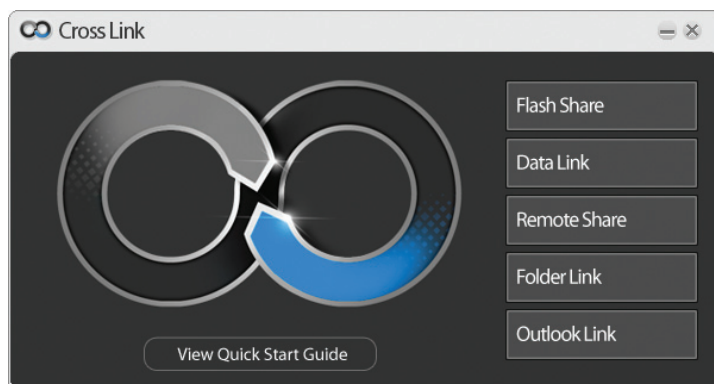 Cross Link
Flash Share
Data Link
Remote Share
Folder Link
Outlook Link
View Quick Start Guide